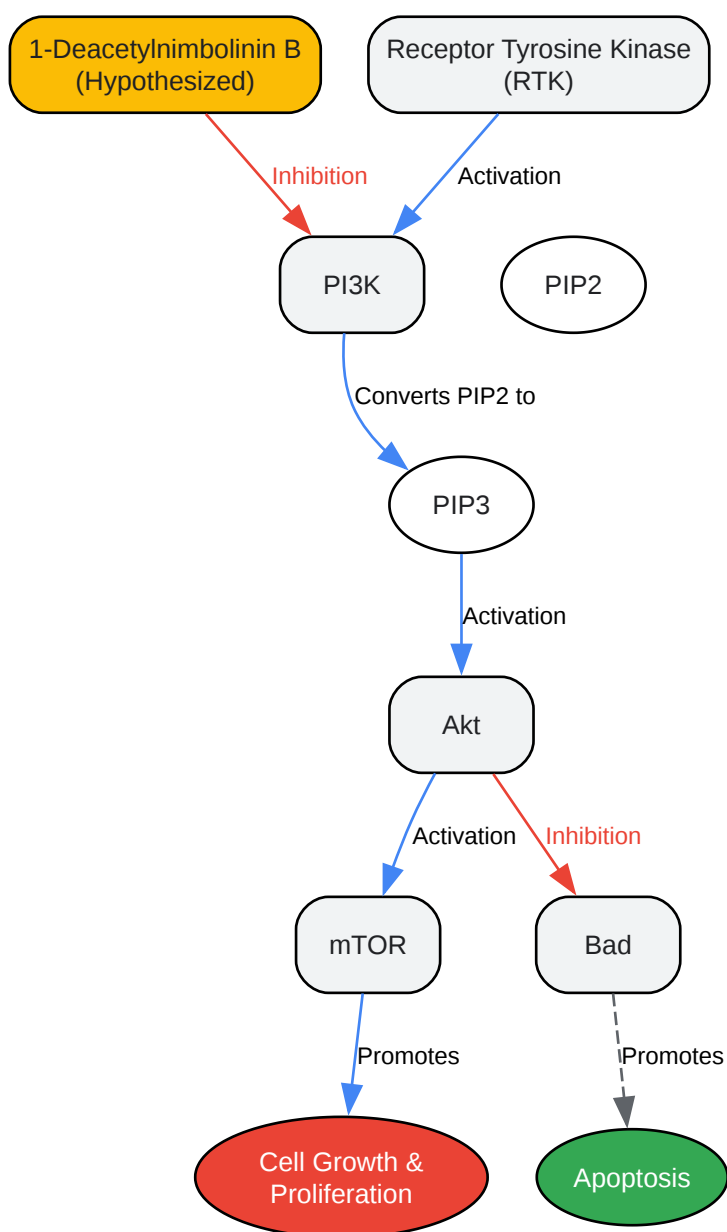 1-Deacetylnimbolinin B
(Hypothesized)
Receptor Tyrosine Kinase
(RTK)
Inhibition
Activation
PI3K
PIP2
Converts PIP2 to
PIP3
Activation
Akt
Activation
Inhibition
mTOR
Bad
Promotes
Promotes
Cell Growth &
Proliferation
Apoptosis